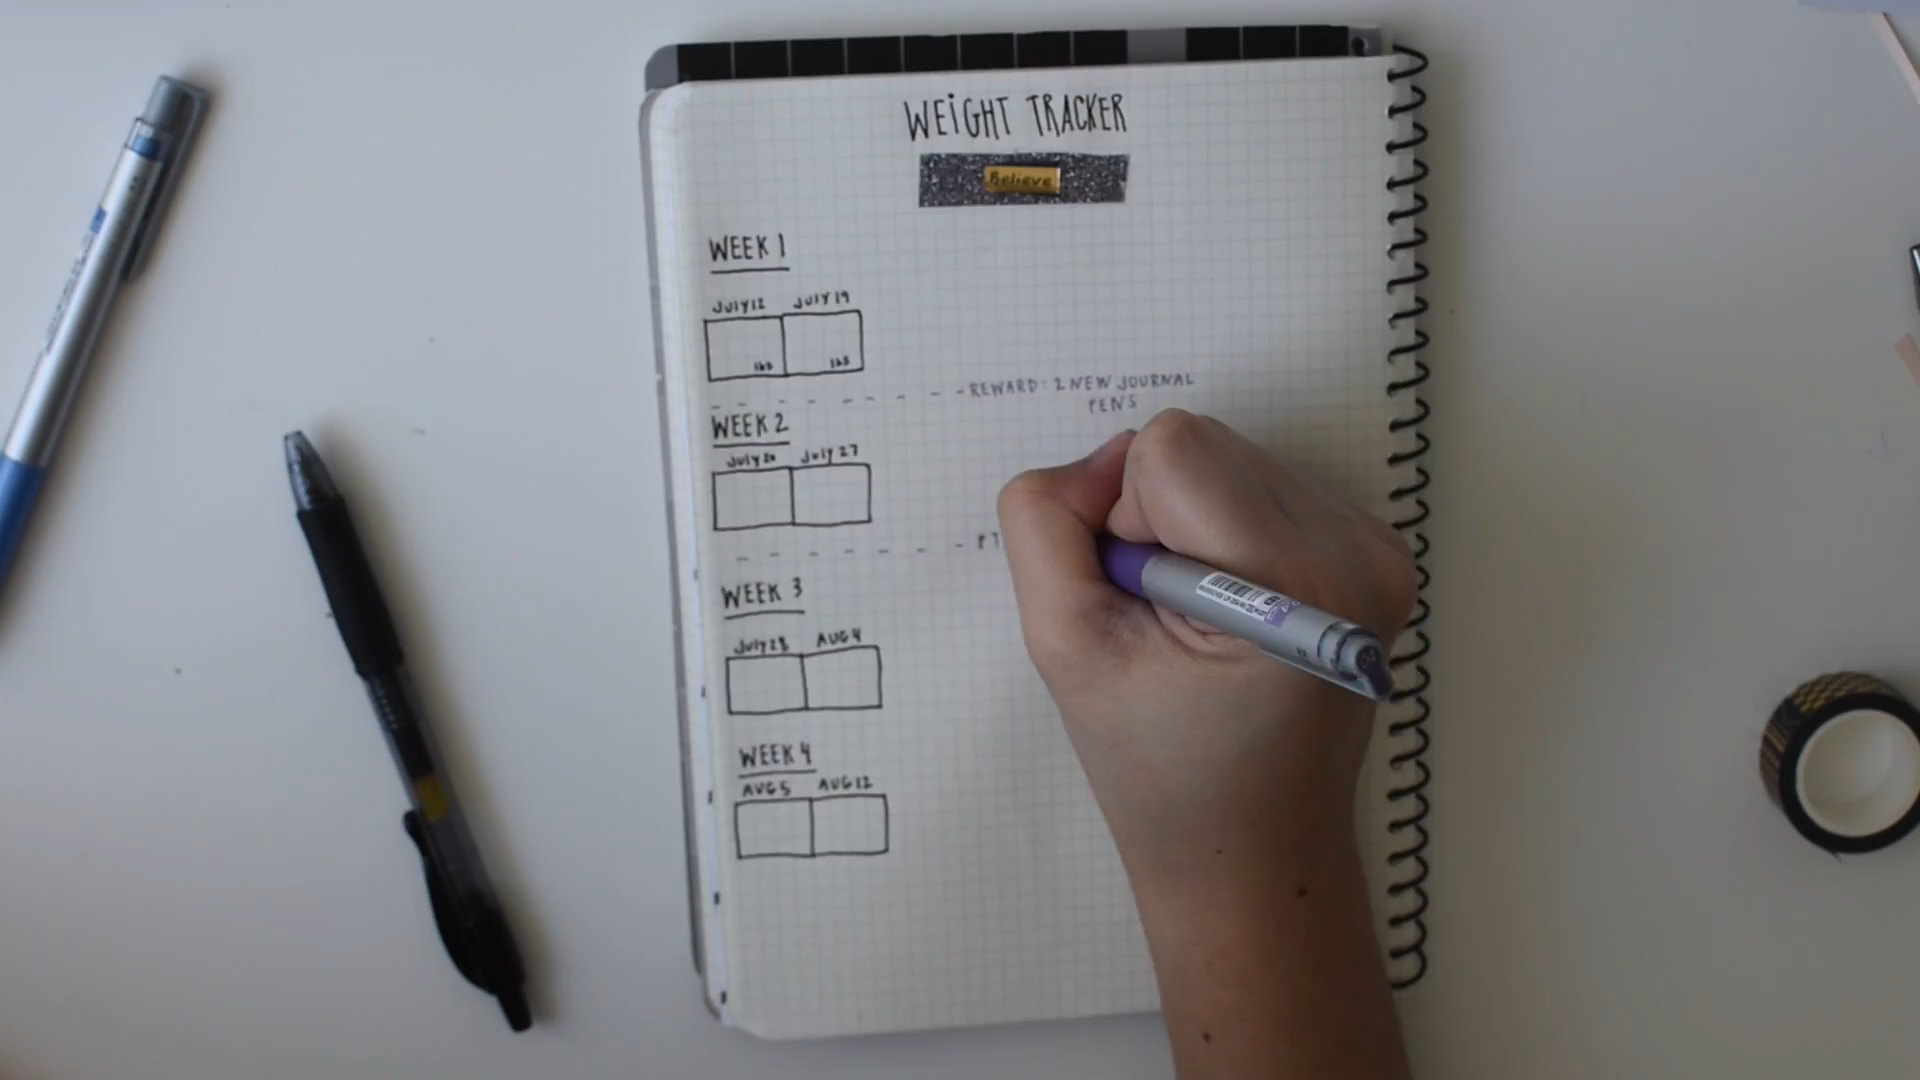 WEiGHT TRACKER
Believe
WEEK 1
JULY 12 JULY 19
lbs lbs
REWARD: 2 NEW JOURNAL
PENS
WEEK 2
July 20 July 27
WEEK 3
July 28 AUG 4
WEEK 4
AUG 5 AUG 12